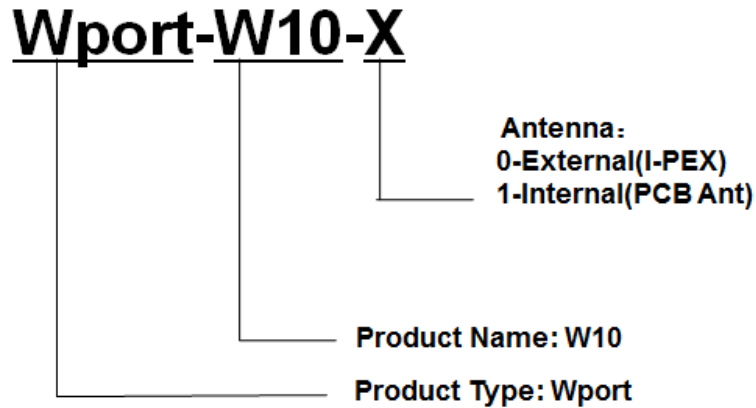 Wport-W10-X
Antenna：
0-External(I-PEX)
1-Internal(PCB Ant)
Product Name: W10
Product Type: Wport